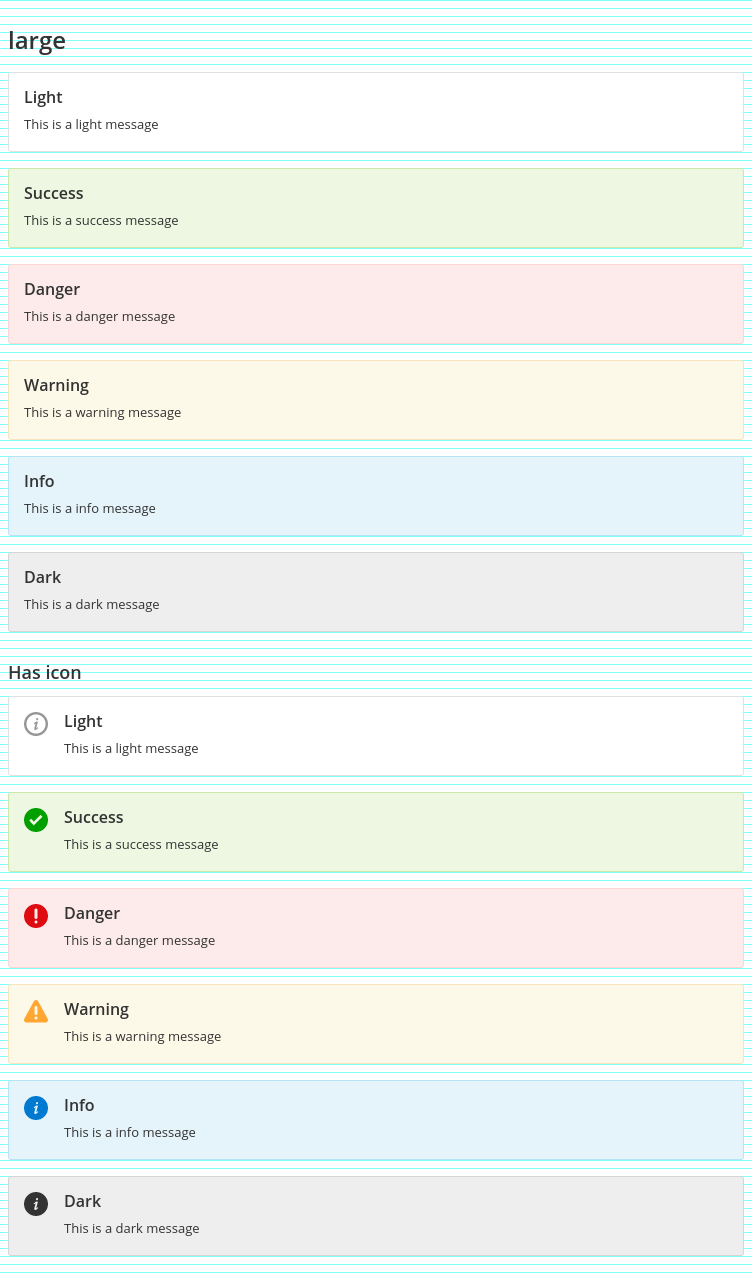 large
Light
This is a light message
Success
This is a success message
Danger
This is a danger message
Warning
This is a warning message
Info
This is a info message
Dark
This is a dark message
Has icon
Light
This is a light message
Success
This is a success message
Danger
This is a danger message
Warning
This is a warning message
Info
This is a info message
Dark
This is a dark message